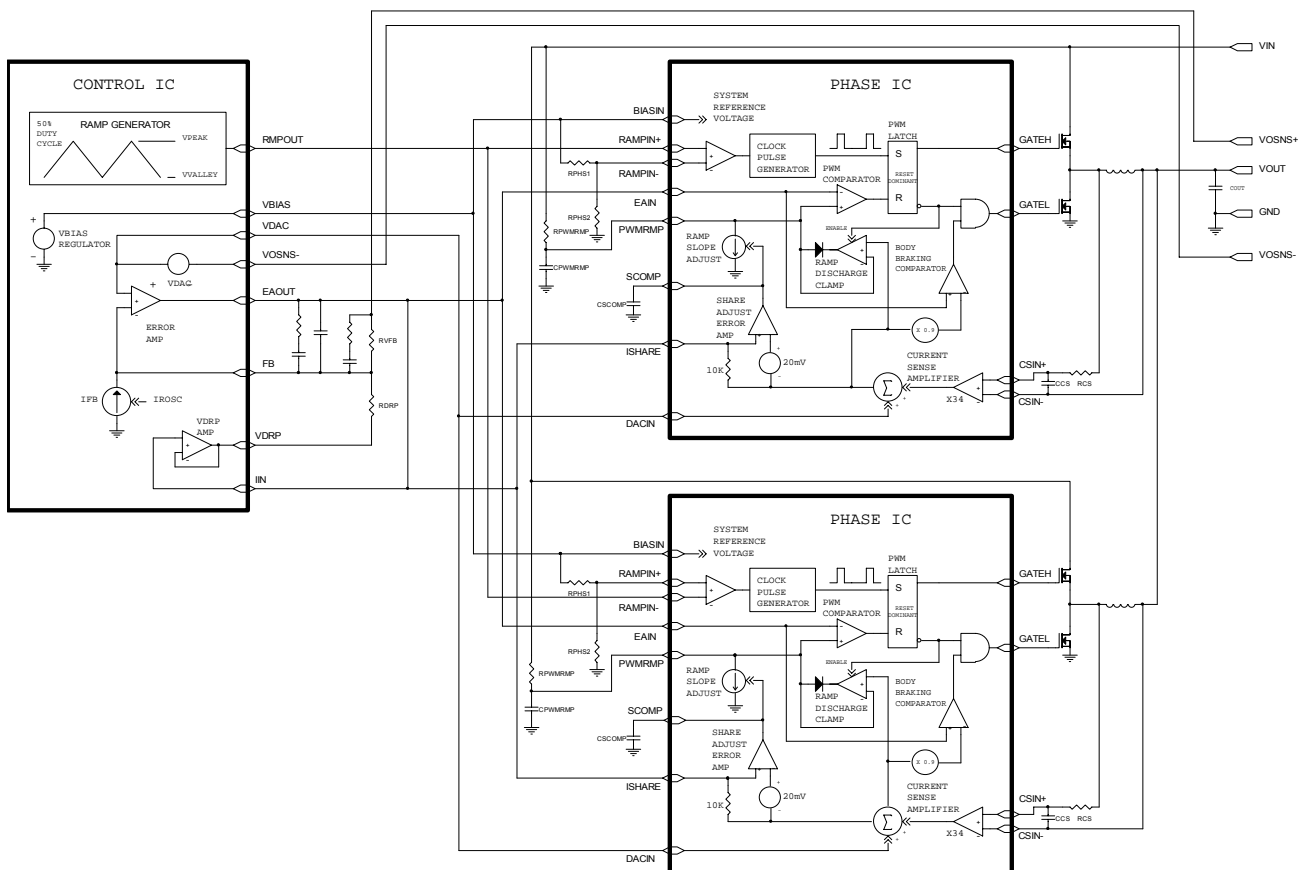 CONTROL IC
50%
DUTY
CYCLE
RAMP GENERATOR
VPEAK
VVALLEY
RMPOUT
VBIAS
+
-
VBIAS
REGULATOR
VDAC
VOSNS-
VDAC
EAOUT
+
-
ERROR
AMP
FB
IFB
IROSC
VDRP
AMP
+
-
VDRP
IIN
RVFB
RDRP
PHASE IC
BIASIN
SYSTEM
REFERENCE
VOLTAGE
RAMPIN+
RAMPIN-
RPHS1
RPHS2
EAIN
RPWMRMP
PWMRMP
CPWMRMP
+
-
CLOCK
PULSE
GENERATOR
PWM
LATCH
S
RESET
DOMINANT
R
PWM
COMPARATOR
-
+
ENABLE
RAMP
SLOPE
ADJUST
RAMP
DISCHARGE
CLAMP
BODY
BRAKING
COMPARATOR
SCOMP
CSCOMP
SHARE
ADJUST
ERROR
AMP
X 0.9
ISHARE
10K
20mV
CURRENT
SENSE
AMPLIFIER
Σ
X34
DACIN
GATEH
GATEL
CSIN+
CSIN-
CCS
RCS
VIN
VOSNS+
VOUT
COUT
GND
VOSNS-
PHASE IC
BIASIN
SYSTEM
REFERENCE
VOLTAGE
RAMPIN+
RAMPIN-
RPHS1
RPHS2
EAIN
RPWMRMP
PWMRMP
CPWMRMP
+
-
CLOCK
PULSE
GENERATOR
PWM
LATCH
S
RESET
DOMINANT
R
PWM
COMPARATOR
-
+
ENABLE
RAMP
SLOPE
ADJUST
RAMP
DISCHARGE
CLAMP
BODY
BRAKING
COMPARATOR
SCOMP
CSCOMP
SHARE
ADJUST
ERROR
AMP
X 0.9
ISHARE
10K
20mV
CURRENT
SENSE
AMPLIFIER
Σ
X34
DACIN
GATEH
GATEL
CSIN+
CSIN-
CCS
RCS